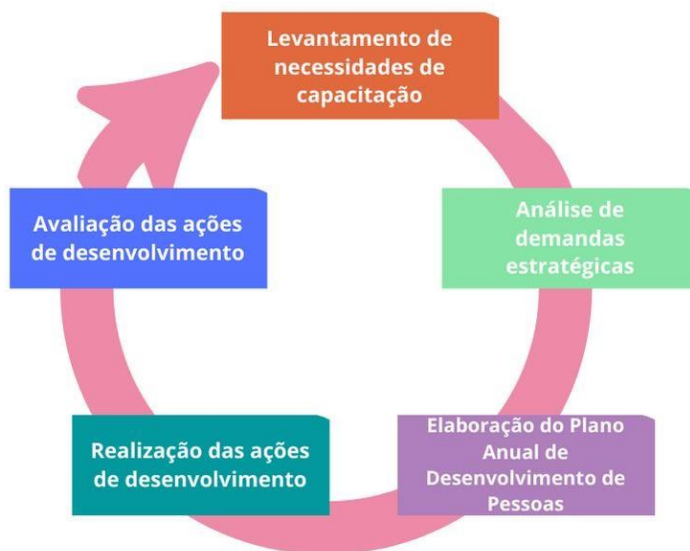 Levantamento de
necessidades de
capacitação
Análise de
demandas
estratégicas
Elaboração do Plano
Anual de
Desenvolvimento de
Pessoas
Realização das ações
de desenvolvimento
Avaliação das ações
de desenvolvimento